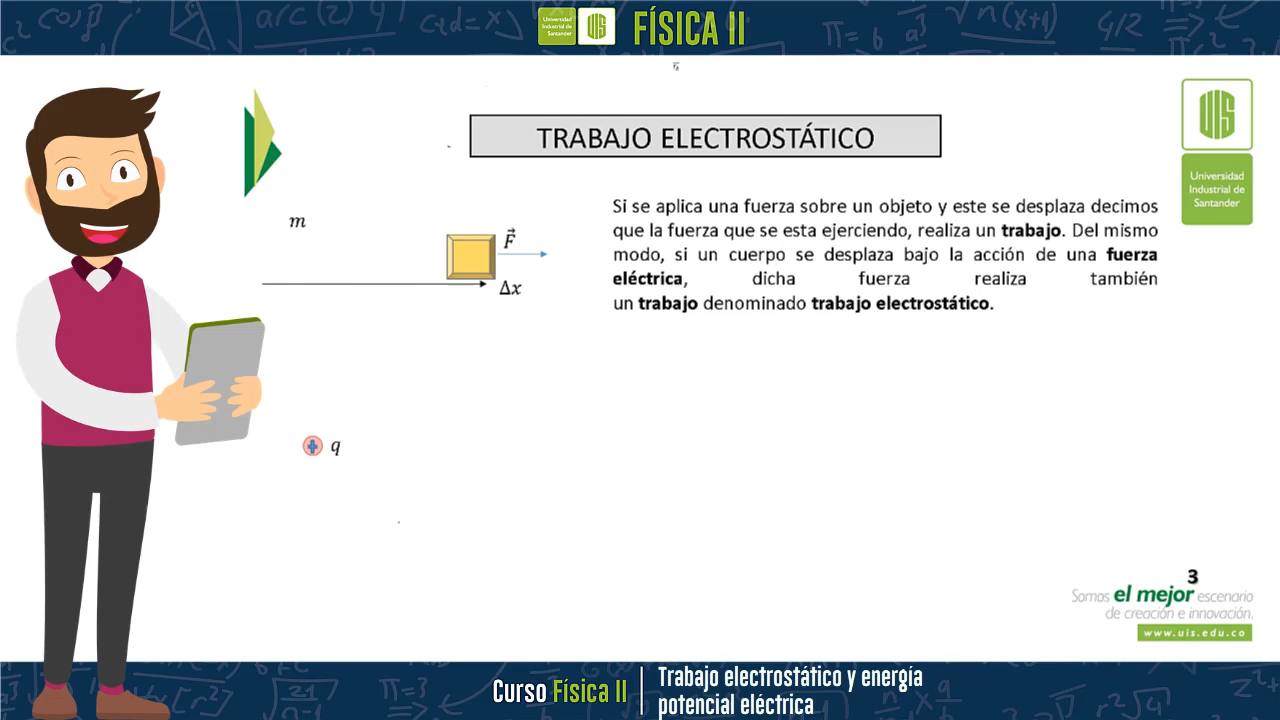 Universidad
Industrial de
Santander
UIS
FÍSICA II
TRABAJO ELECTROSTÁTICO
UIS
Universidad
Industrial de
Santander
Si se aplica una fuerza sobre un objeto y este se desplaza decimos
que la fuerza que se esta ejerciendo, realiza un trabajo. Del mismo
modo, si un cuerpo se desplaza bajo la acción de una fuerza
eléctrica, dicha fuerza realiza también
un trabajo denominado trabajo electrostático.
m
F⃗
Δx
q
3
Somos el mejor escenario
de creación e innovación.
www.uis.edu.co
Curso Física II
Trabajo electrostático y energía
potencial eléctrica